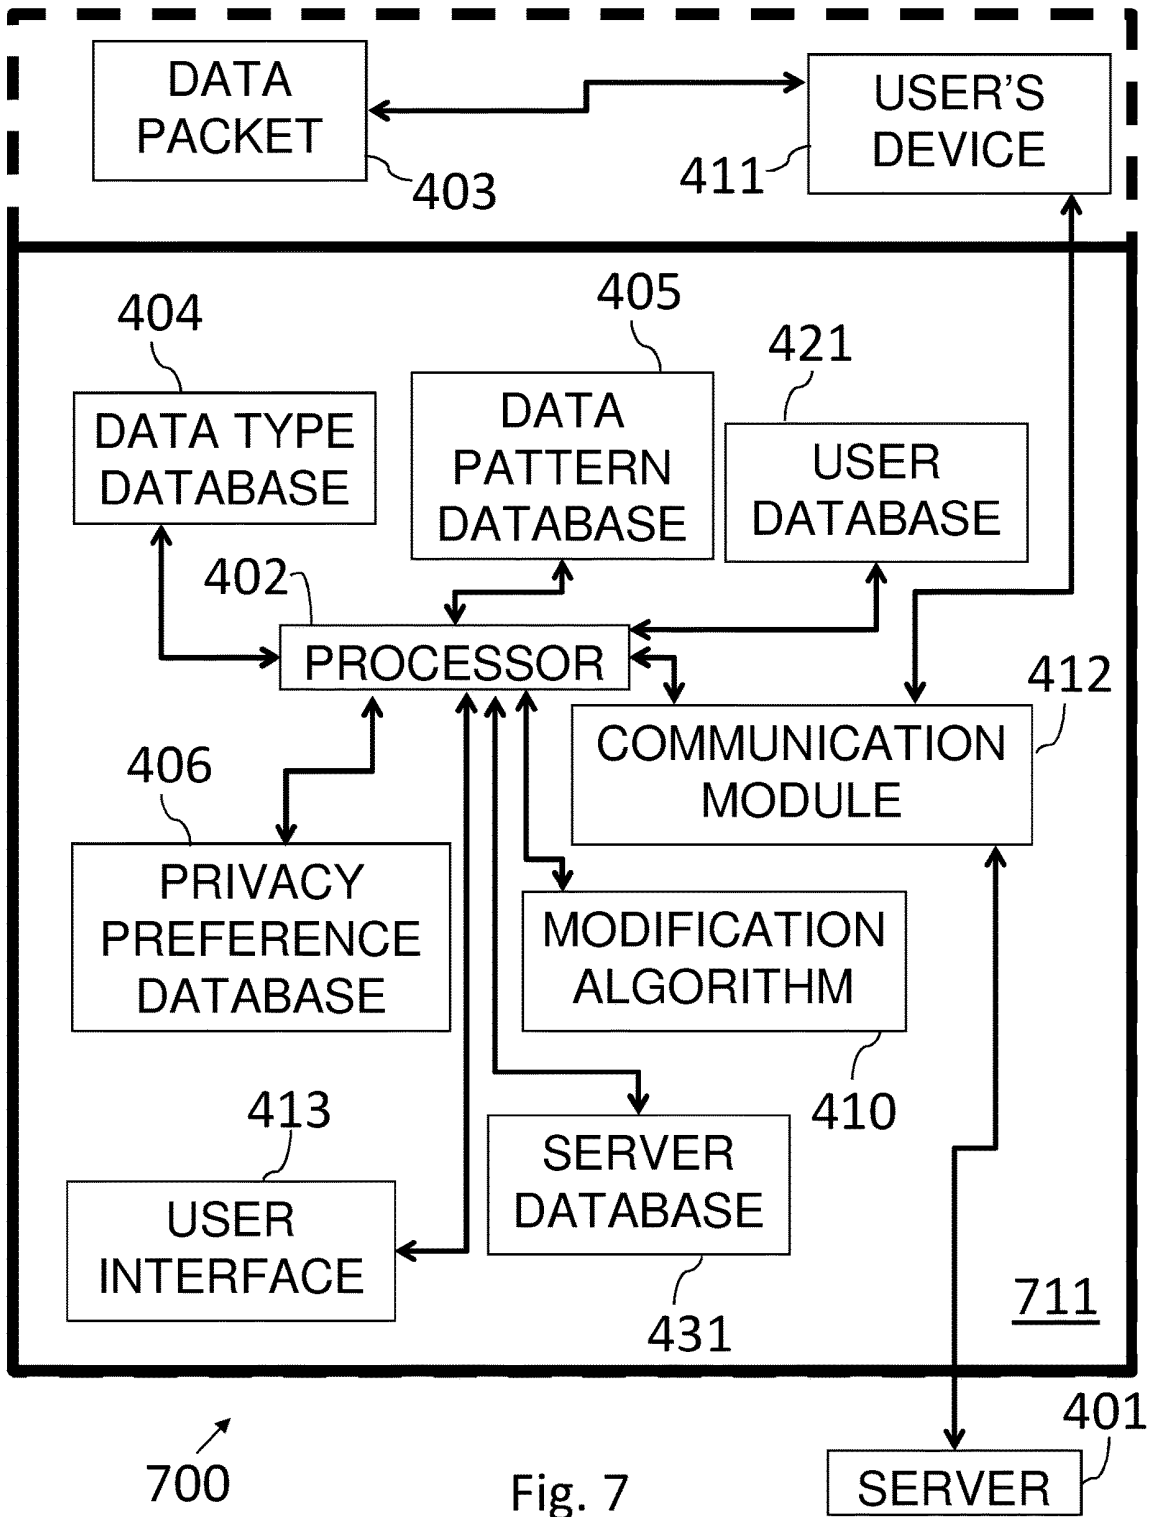 DATA
PACKET
403
USER'S
DEVICE
411
404
405
421
DATA TYPE
DATABASE
DATA
PATTERN
DATABASE
USER
DATABASE
402
PROCESSOR
412
COMMUNICATION
MODULE
406
PRIVACY
PREFERENCE
DATABASE
MODIFICATION
ALGORITHM
410
413
USER
INTERFACE
SERVER
DATABASE
431
711
700
Fig. 7
401
SERVER